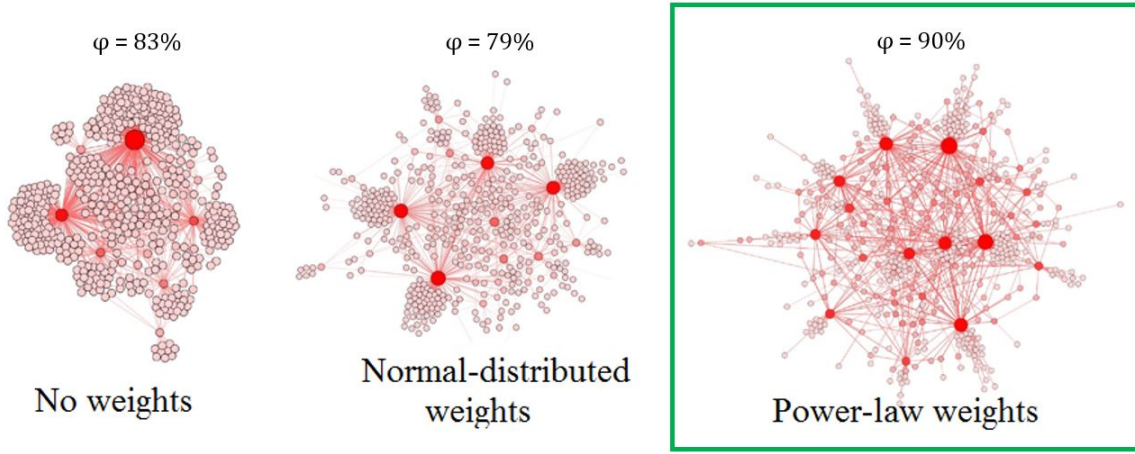 φ = 83%
φ = 79%
φ = 90%
No weights
Normal-distributed
weights
Power-law weights